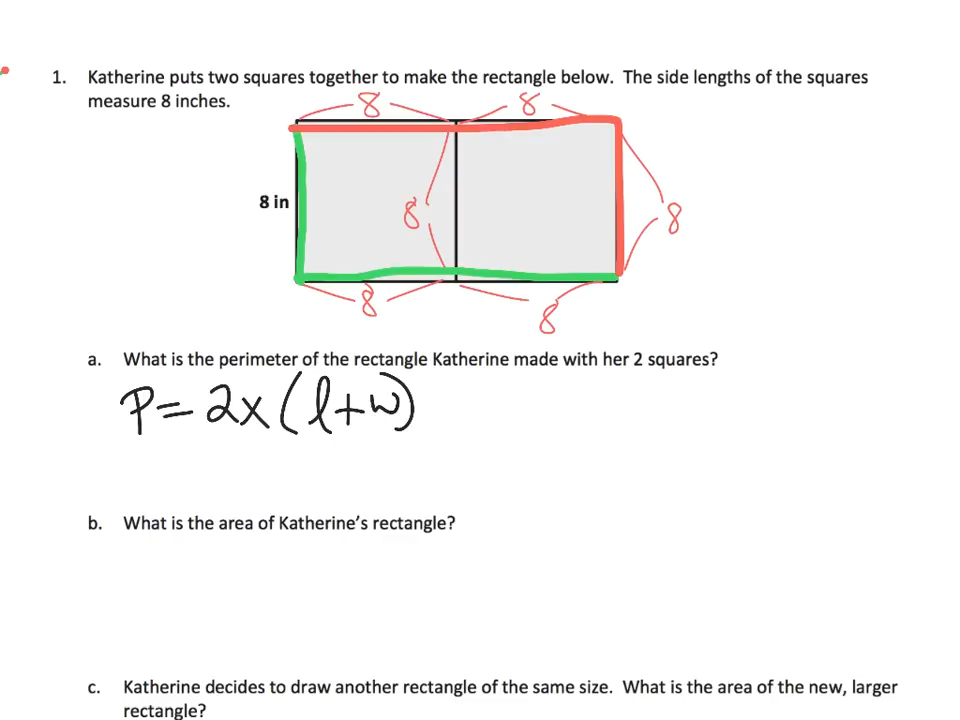 1. Katherine puts two squares together to make the rectangle below. The side lengths of the squares
measure 8 inches.
8 8
8 in 8 8
8 8
a. What is the perimeter of the rectangle Katherine made with her 2 squares?
P = 2x (l+w)
b. What is the area of Katherine's rectangle?
c. Katherine decides to draw another rectangle of the same size. What is the area of the new, larger
rectangle?